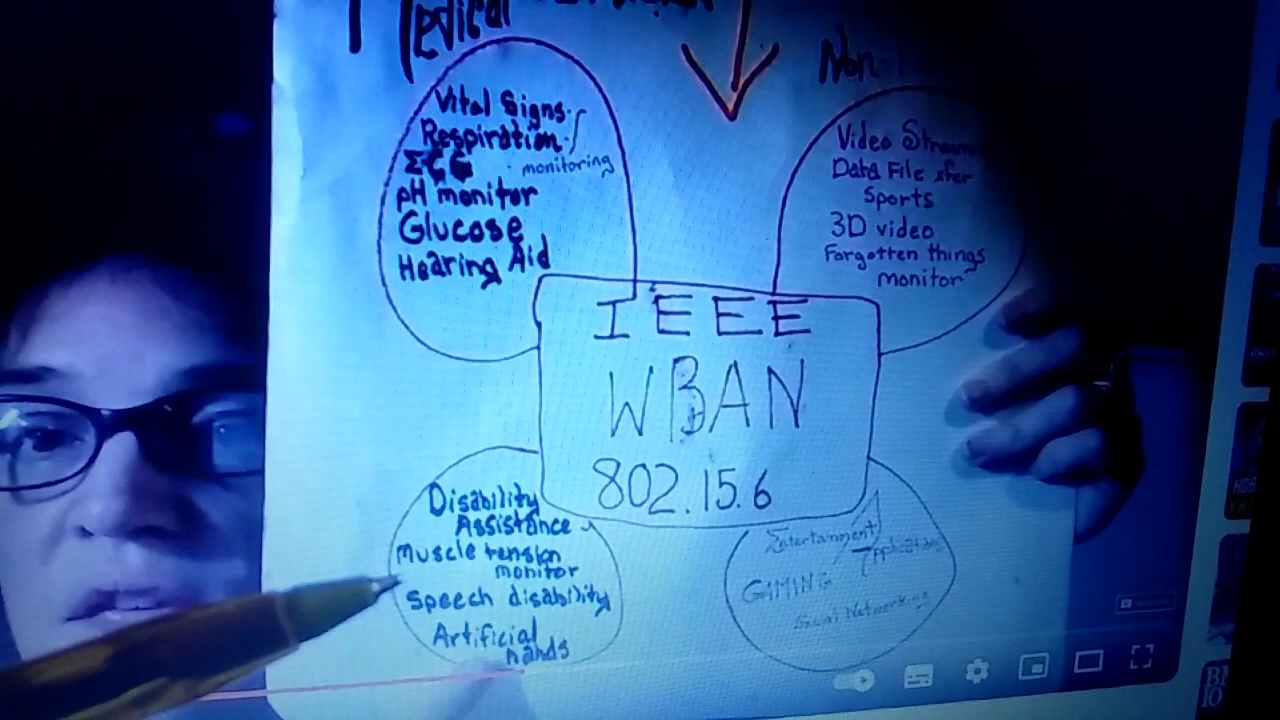 Medical
Non-
Vital Signs
Respiration
monitoring
ECG
pH monitor
Glucose
Hearing Aid
Video
Data File xfer
Sports
3D video
Forgotten things
monitor
IEEE
WBAN
802.15.6
Disability
Assistance
Muscle tension
monitor
Speech disability
Artificial
hands
Entertainment
Applications
GAMING
Social Networking